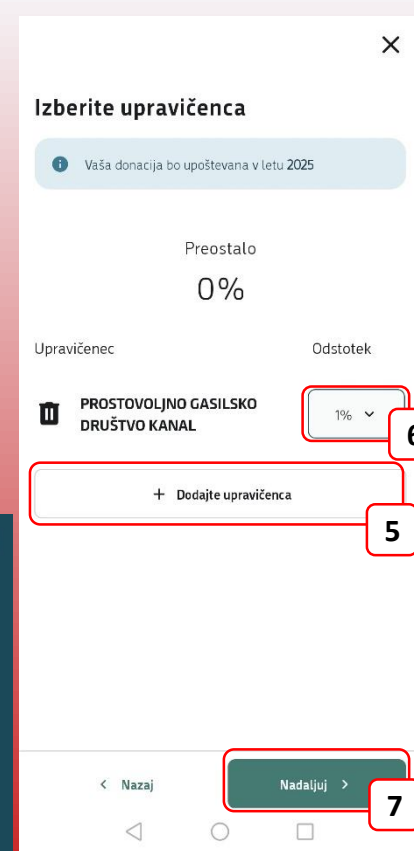 Izberite upravičenca
Vaša donacija bo upoštevana v letu 2025
Preostalo
0%
Upravičenec Odstotek
PROSTOVOLJNO GASILSKO
DRUŠTVO KANAL
1%
6
+ Dodajte upravičenca
5
< Nazaj
Nadaljuj >
7